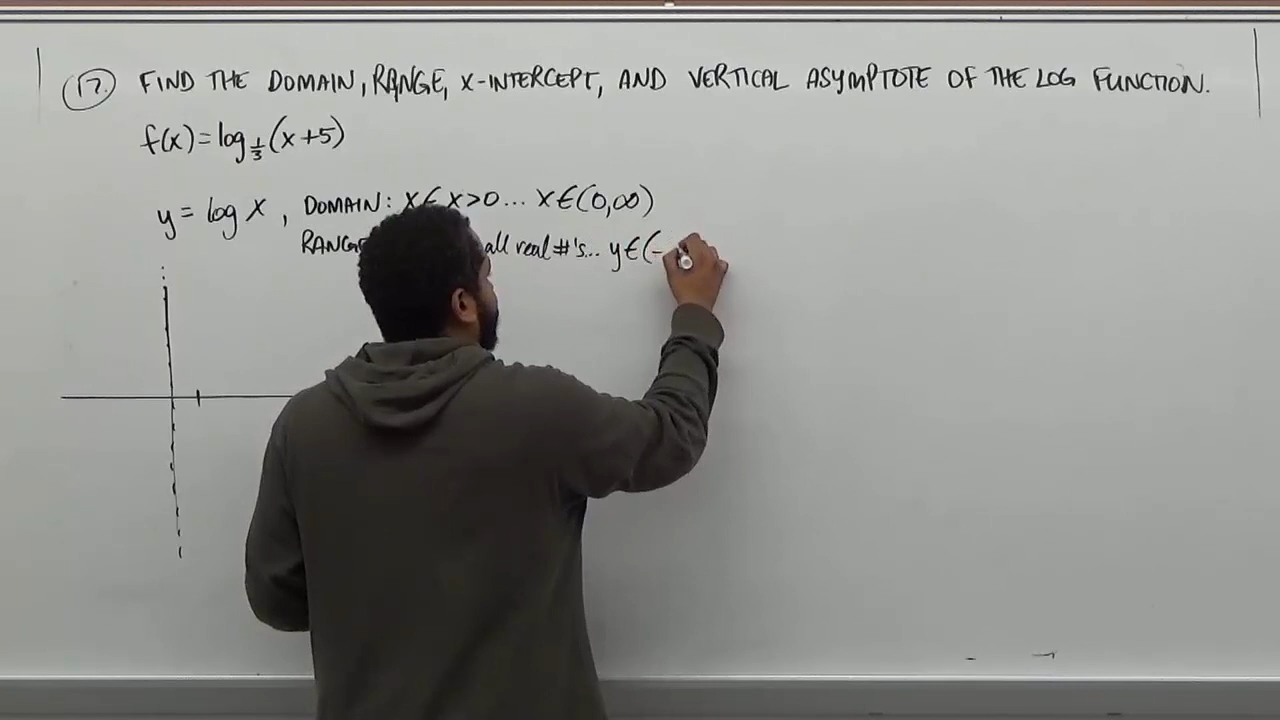 17. FIND THE DOMAIN, RANGE, X-INTERCEPT, AND VERTICAL ASYMPTOTE OF THE LOG FUNCTION.
f(x)=log_{1/3}(x+5)
y = log x , DOMAIN: x∈ x>0... x∈(0,∞)
RANGE all real #'s... y∈(-